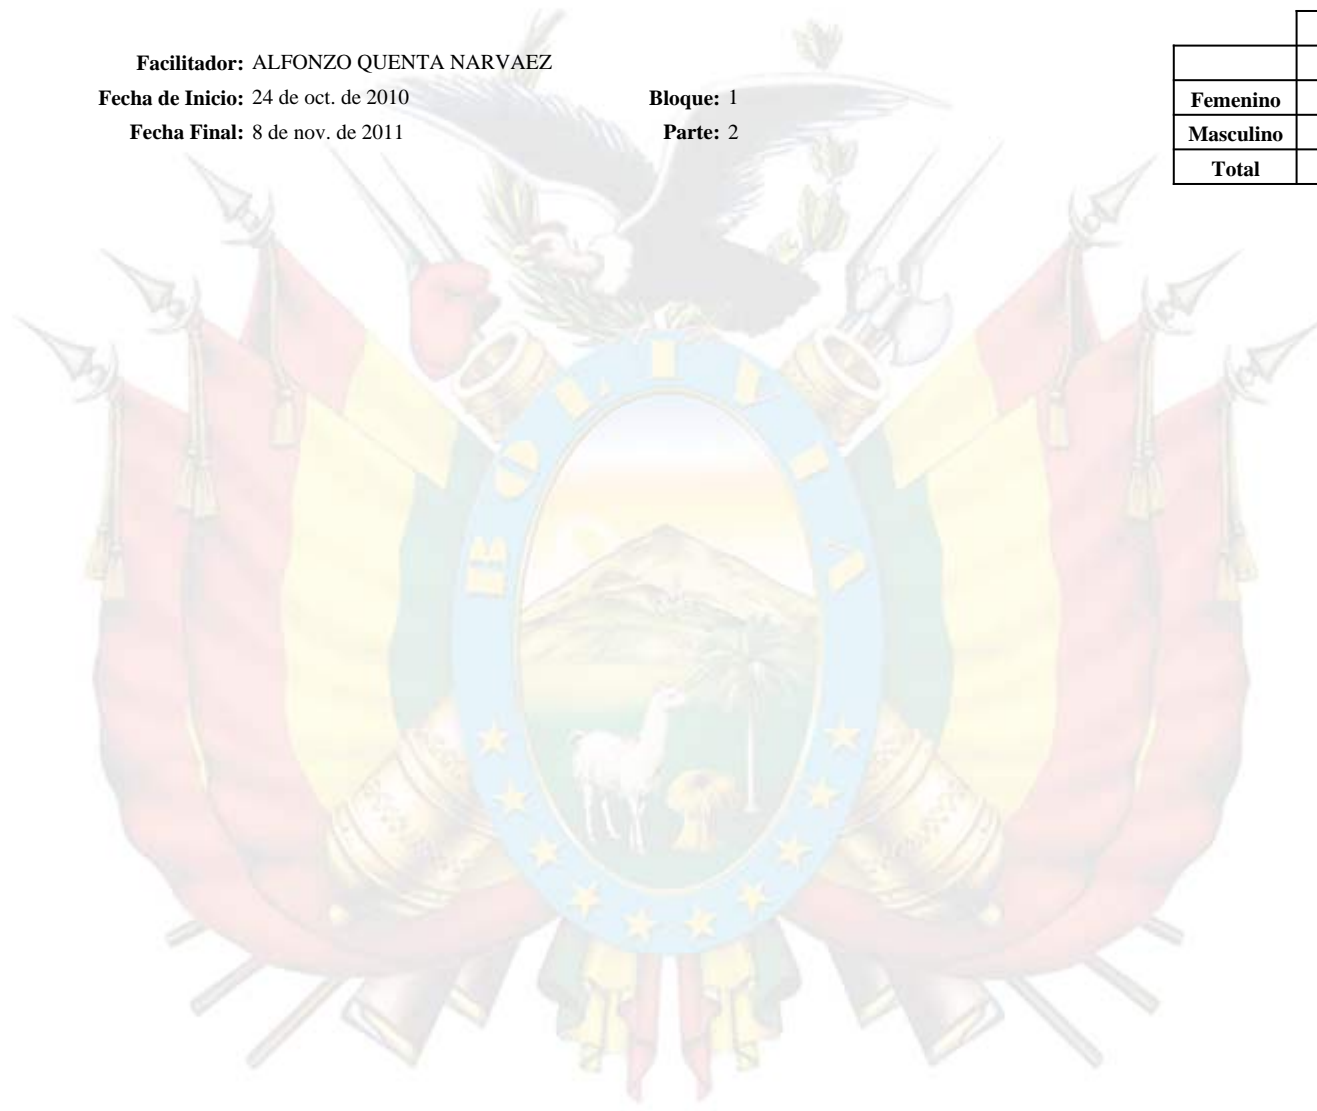 Facilitador: ALFONZO QUENTA NARVAEZ
Fecha de Inicio: 24 de oct. de 2010 Bloque: 1
Femenino
Fecha Final: 8 de nov. de 2011 Parte: 2
Masculino
Total
BOLIVIA